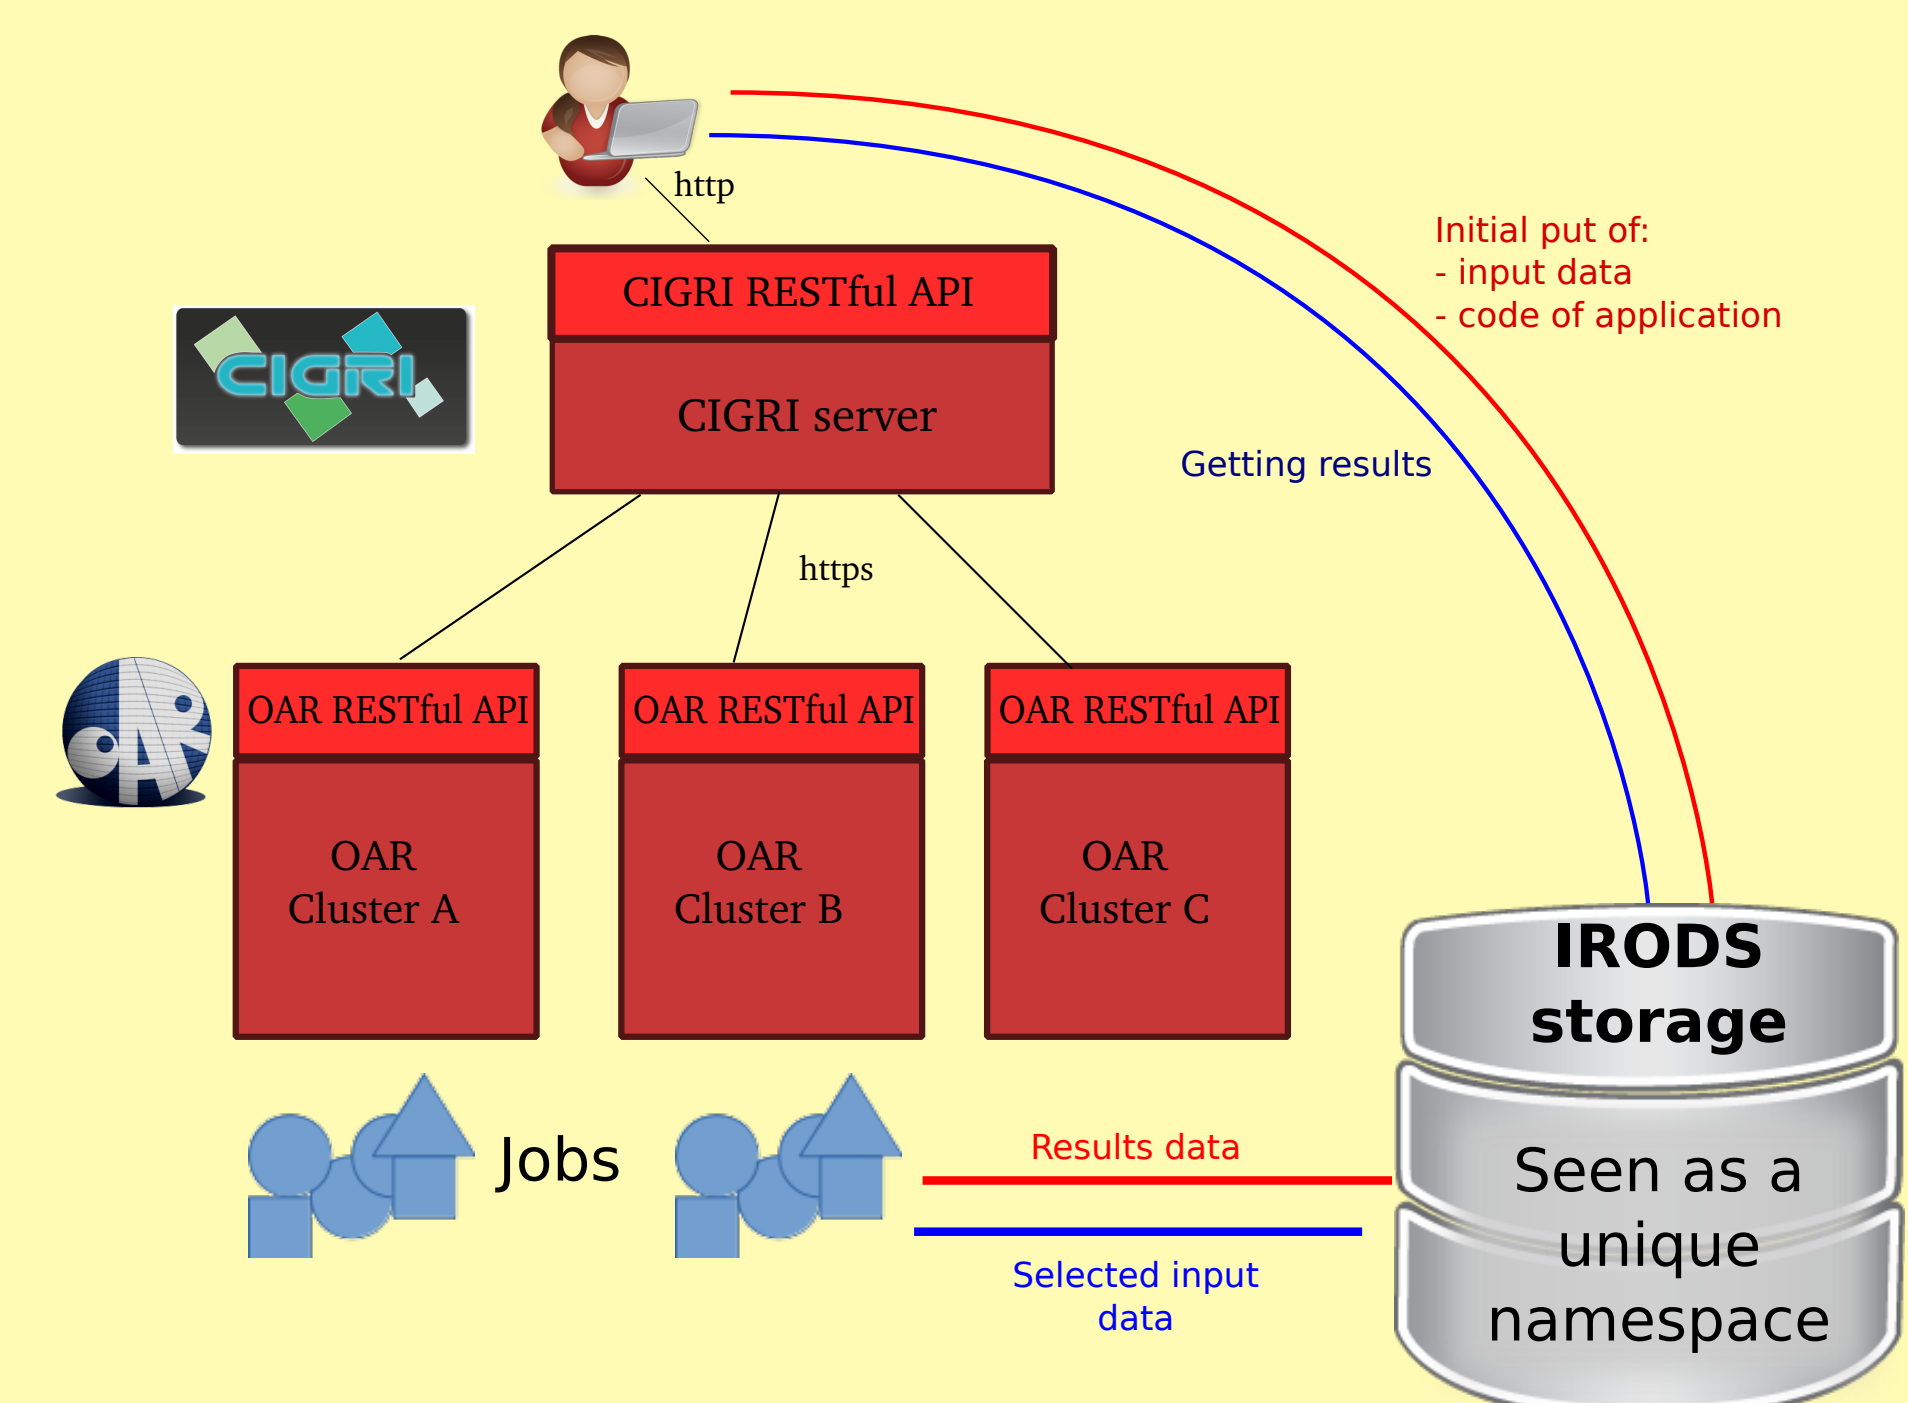 http
CIGRI RESTful API
CIGRI server
CIGRI
Initial put of:
- input data
- code of application
Getting results
https
OAR
OAR RESTful API
OAR RESTful API
OAR RESTful API
OAR
Cluster A
OAR
Cluster B
OAR
Cluster C
IRODS
storage
Seen as a
unique
namespace
Jobs
Results data
Selected input
data